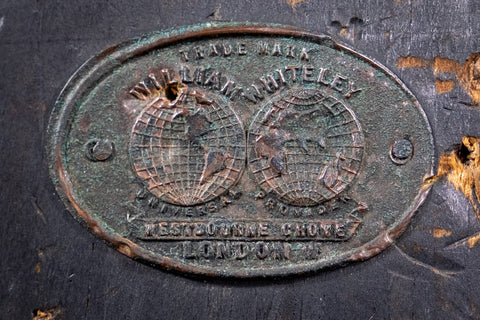 TRADE MARK
WILLIAM WHITELEY
UNIVERSAL PROVIDER
WESTBOURNE GROVE
LONDON W